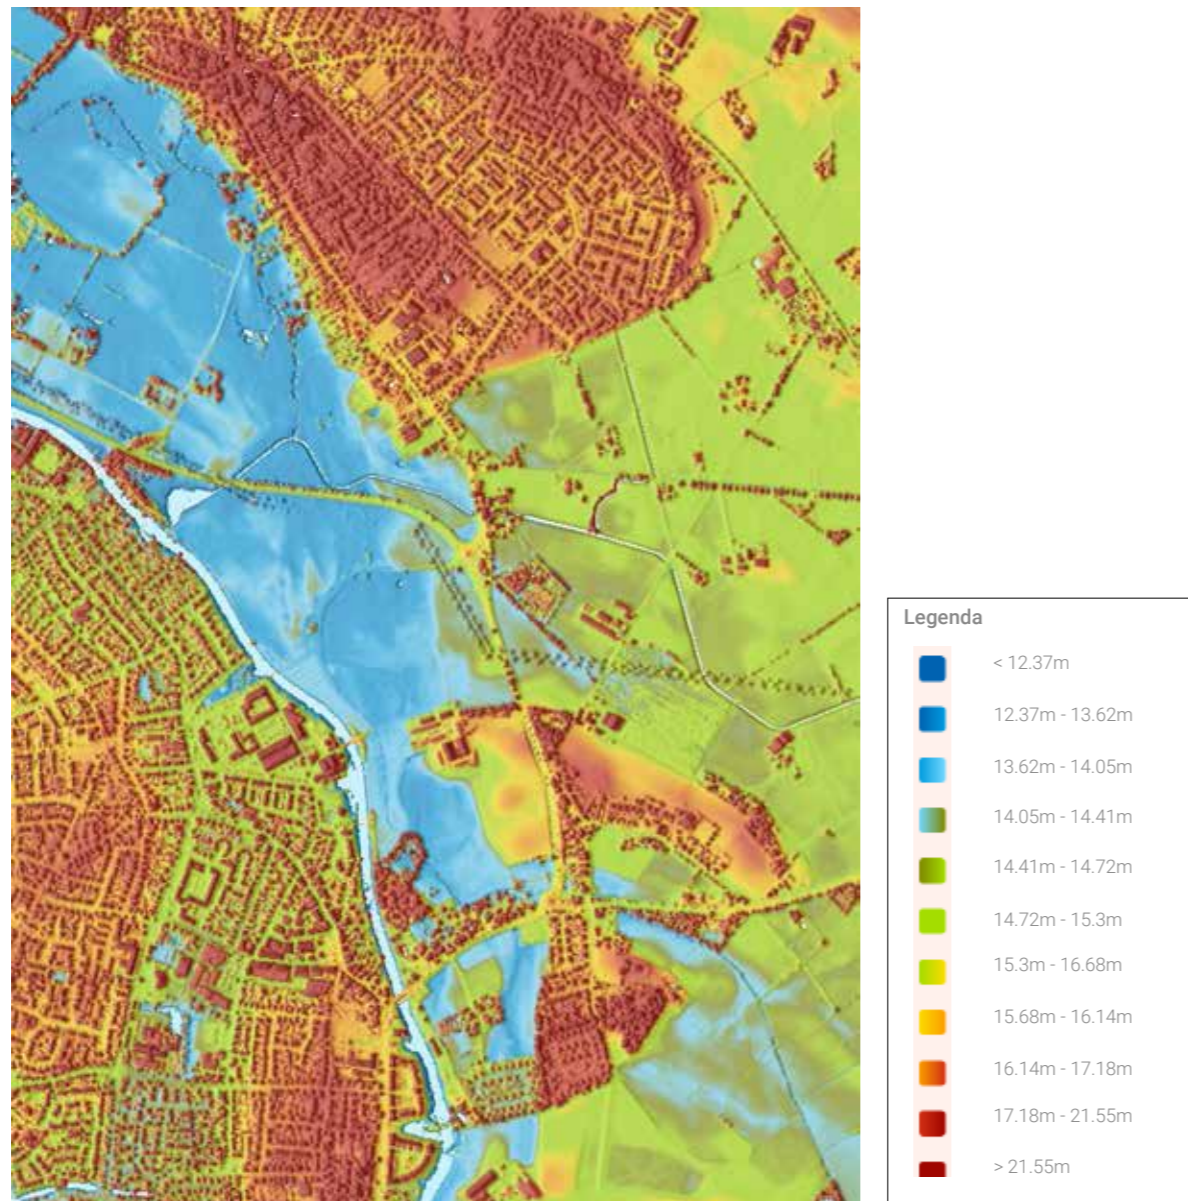 Legenda
< 12.37m
12.37m - 13.62m
13.62m - 14.05m
14.05m - 14.41m
14.41m - 14.72m
14.72m - 15.3m
15.3m - 16.68m
15.68m - 16.14m
16.14m - 17.18m
17.18m - 21.55m
> 21.55m